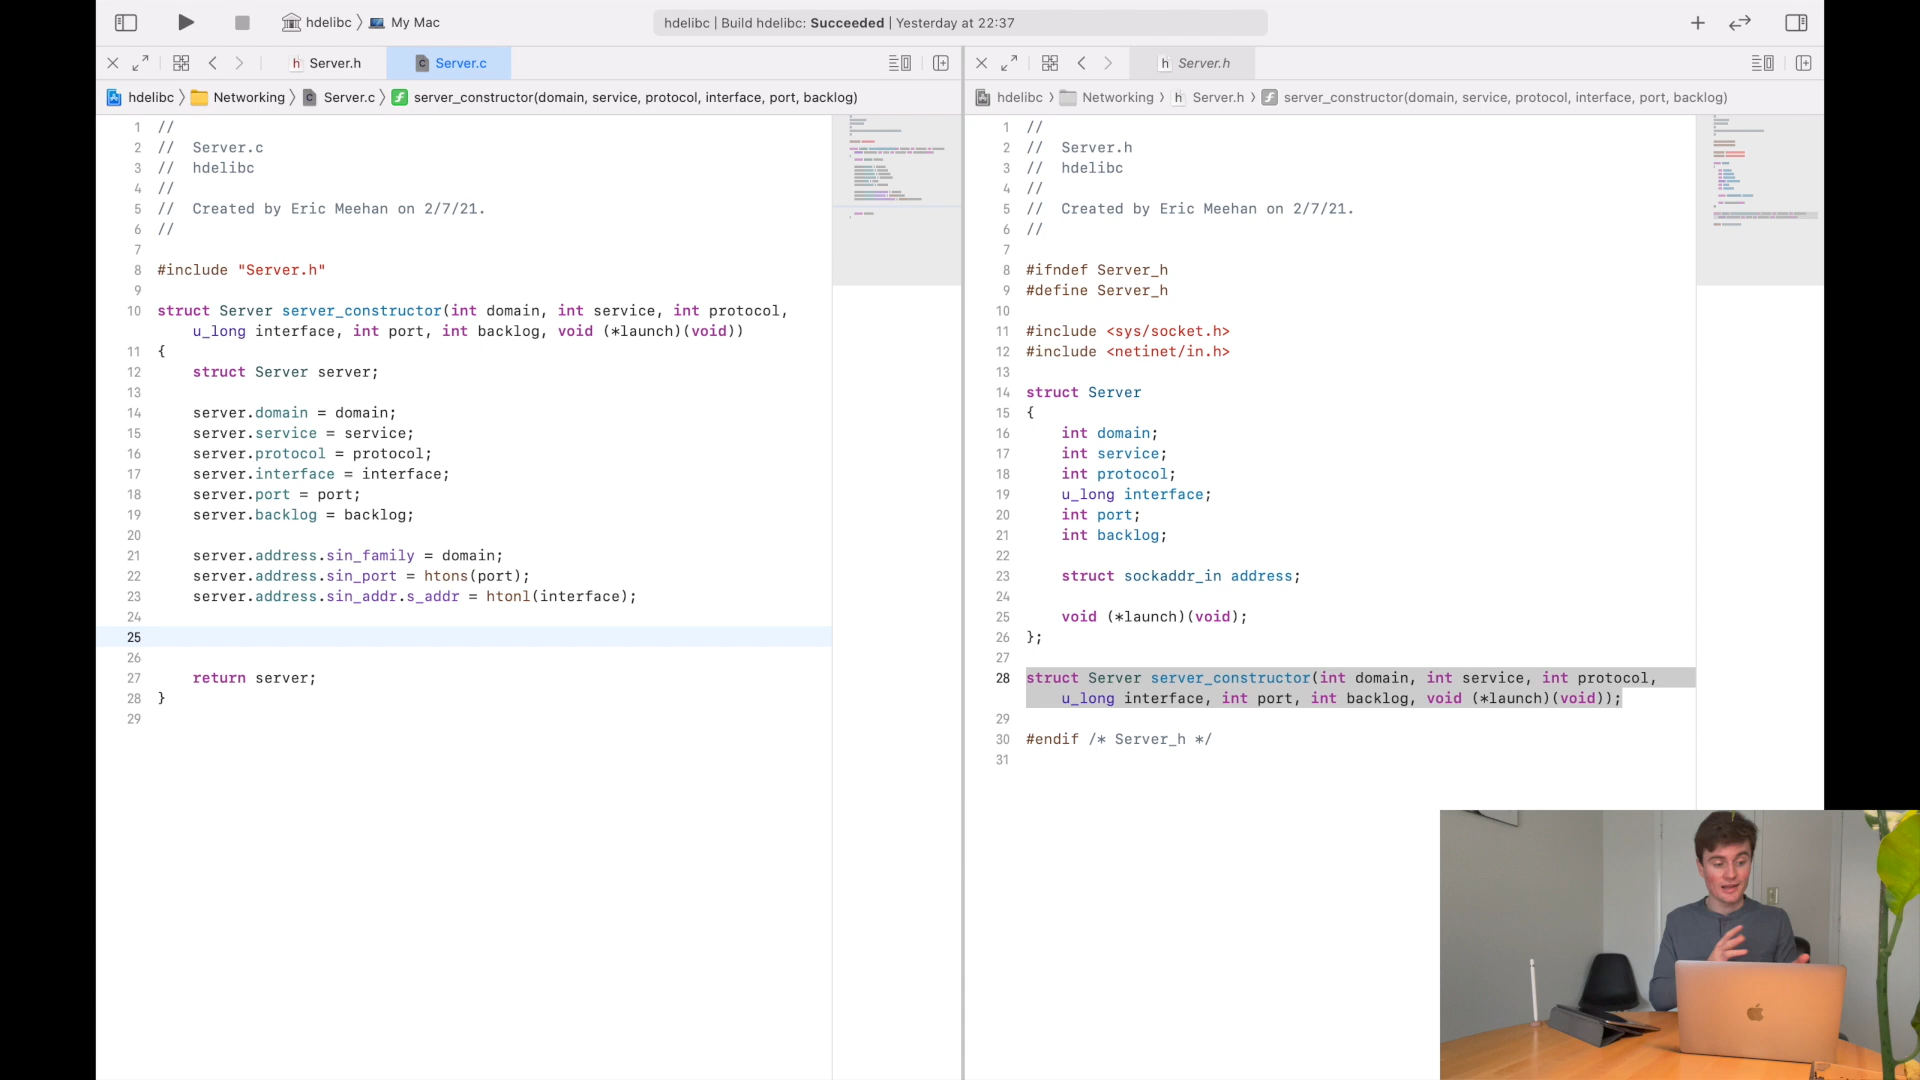 hdelibc 〉 My Mac
hdelibc | Build hdelibc: Succeeded | Yesterday at 22:37
Server.h
Server.c
hdelibc 〉 Networking 〉 Server.c 〉 server_constructor(domain, service, protocol, interface, port, backlog)
1 //
2 //  Server.c
3 //  hdelibc
4 //
5 //  Created by Eric Meehan on 2/7/21.
6 //
7
8 #include "Server.h"
9
10 struct Server server_constructor(int domain, int service, int protocol,
u_long interface, int port, int backlog, void (*launch)(void))
11 {
12     struct Server server;
13
14     server.domain = domain;
15     server.service = service;
16     server.protocol = protocol;
17     server.interface = interface;
18     server.port = port;
19     server.backlog = backlog;
20
21     server.address.sin_family = domain;
22     server.address.sin_port = htons(port);
23     server.address.sin_addr.s_addr = htonl(interface);
24
25
26
27     return server;
28 }
29
Server.h
hdelibc 〉 Networking 〉 Server.h 〉 server_constructor(domain, service, protocol, interface, port, backlog)
1 //
2 //  Server.h
3 //  hdelibc
4 //
5 //  Created by Eric Meehan on 2/7/21.
6 //
7
8 #ifndef Server_h
9 #define Server_h
10
11 #include <sys/socket.h>
12 #include <netinet/in.h>
13
14 struct Server
15 {
16     int domain;
17     int service;
18     int protocol;
19     u_long interface;
20     int port;
21     int backlog;
22
23     struct sockaddr_in address;
24
25     void (*launch)(void);
26 };
27
28 struct Server server_constructor(int domain, int service, int protocol,
u_long interface, int port, int backlog, void (*launch)(void));
29
30 #endif /* Server_h */
31